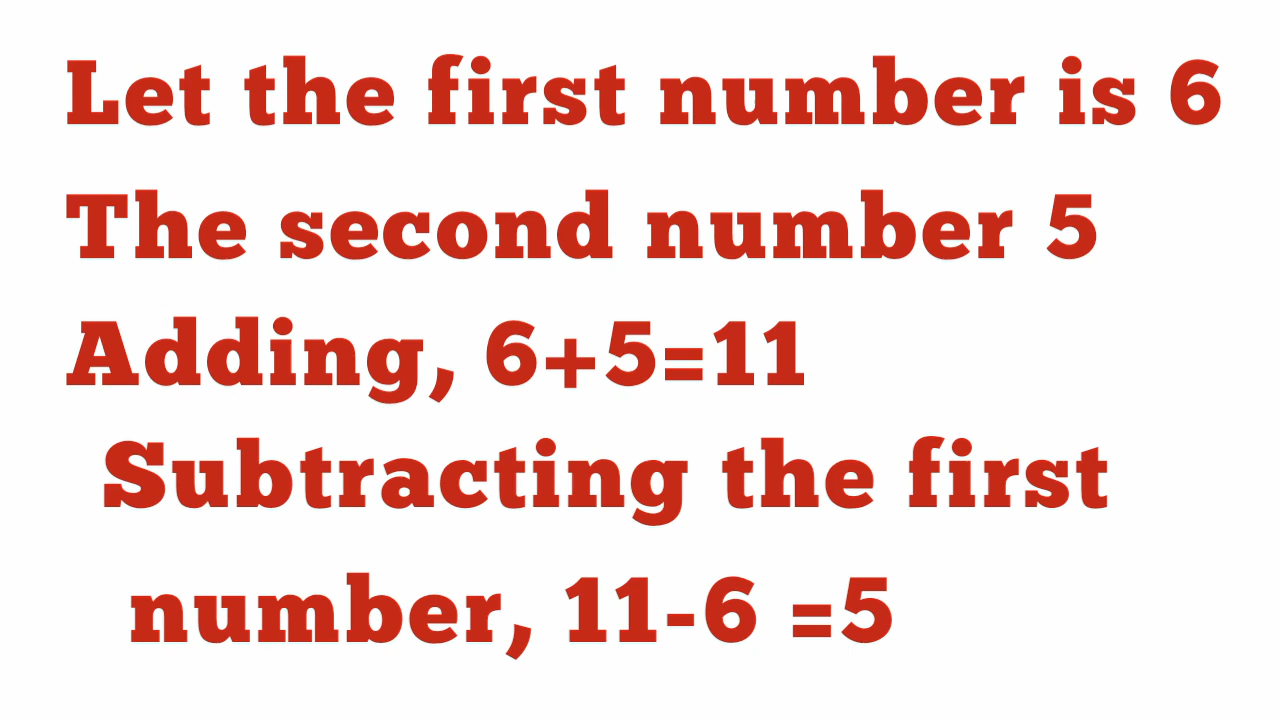 Let the first number is 6
The second number 5
Adding, 6+5=11
Subtracting the first
number, 11-6 =5